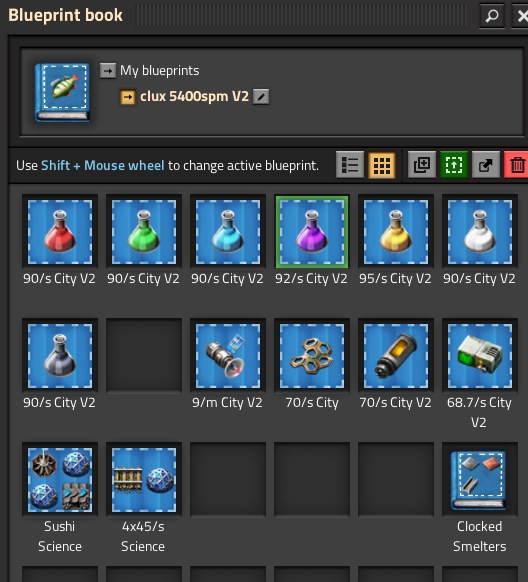 Blueprint book
My blueprints
clux 5400spm V2
Use Shift + Mouse wheel to change active blueprint.
90/s City V2
90/s City V2
90/s City V2
92/s City V2
95/s City V2
90/s City V2
90/s City V2
9/m City V2
70/s City
70/s City V2
68.7/s City
V2
Sushi
Science
4x45/s
Science
Clocked
Smelters